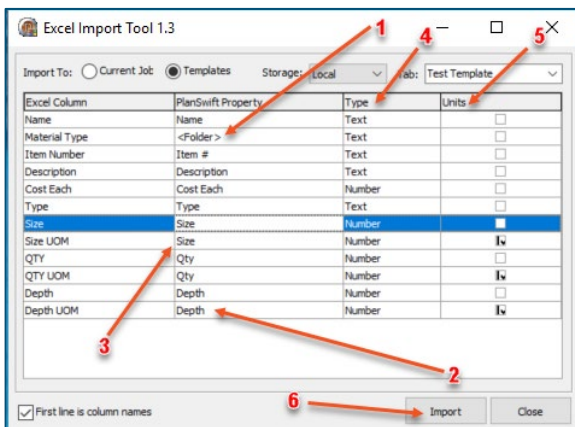 Excel Import Tool 1.3
1
4
5
Import To: Current Job Templates Storage: Local Tab: Test Template
Excel Column PlanSwift Property Type Units
Name Name Text
Material Type <Folder> Text
Item Number Item # Text
Description Description Text
Cost Each Cost Each Number
Type Type Text
Size Size Number
Size UOM Size Number
QTY Qty Number
QTY UOM Qty Number
Depth Depth Number
Depth UOM Depth Number
3
2
6
First line is column names Import Close